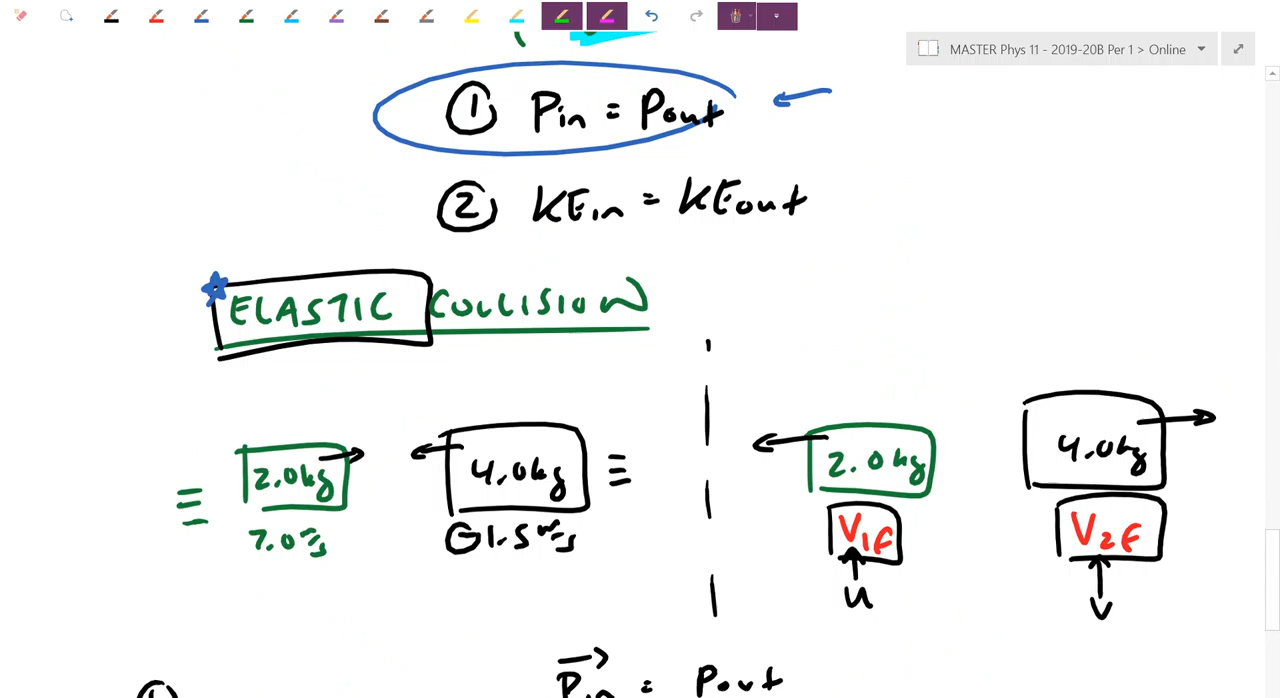 MASTER Phys 11 - 2019-20B Per 1 > Online
① Pin = Pout
② KEin = KEout
ELASTIC COLLISION
2.0kg 4.0kg 2.0kg 4.0kg
7.0 m/s ⊖1.5 m/s V1f V2f
u v
① Pin = Pout